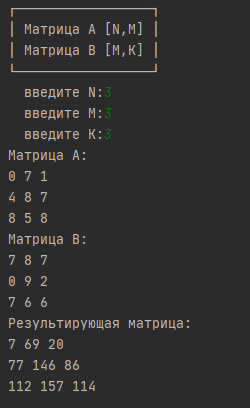 Матрица A [N,M]
Матрица B [M,K]
введите N:3
введите M:3
введите K:3
Матрица A:
0 7 1
4 8 7
8 5 8
Матрица B:
7 8 7
0 9 2
7 6 6
Результирующая матрица:
7 69 20
77 146 86
112 157 114